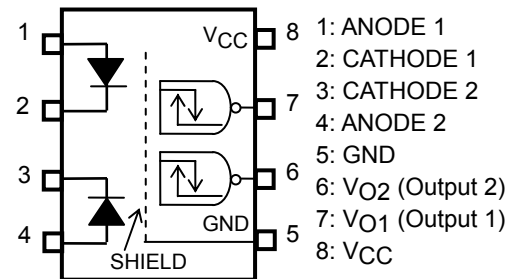 1
2
3
4
V_CC
GND
SHIELD
8
7
6
5
1: ANODE 1
2: CATHODE 1
3: CATHODE 2
4: ANODE 2
5: GND
6: V_O2 (Output 2)
7: V_O1 (Output 1)
8: V_CC